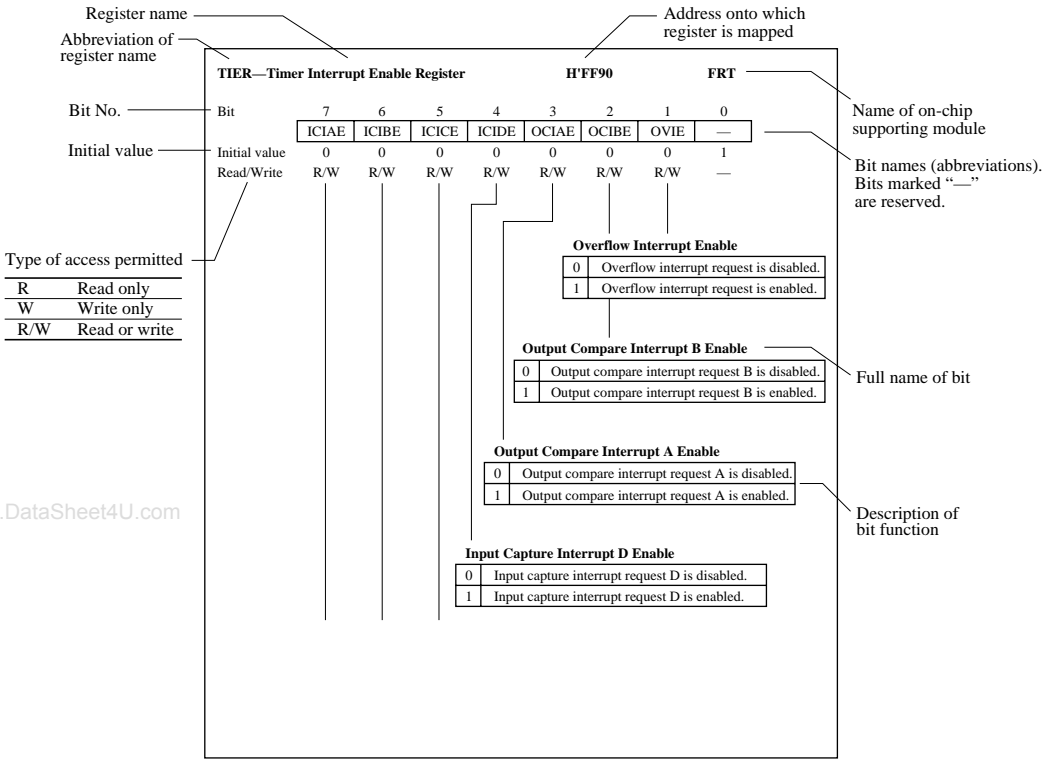 Register name
Address onto which
register is mapped
Abbreviation of
register name
TIER—Timer Interrupt Enable Register H'FF90 FRT
Bit No.
Name of on-chip
supporting module
Bit 7 6 5 4 3 2 1 0
ICIAE ICIBE ICICE ICIDE OCIAE OCIBE OVIE —
Initial value
Initial value 0 0 0 0 0 0 0 1
Read/Write R/W R/W R/W R/W R/W R/W R/W —
Bit names (abbreviations).
Bits marked “—”
are reserved.
Type of access permitted
R Read only
W Write only
R/W Read or write
Overflow Interrupt Enable
0 Overflow interrupt request is disabled.
1 Overflow interrupt request is enabled.
Output Compare Interrupt B Enable
0 Output compare interrupt request B is disabled.
1 Output compare interrupt request B is enabled.
Full name of bit
Output Compare Interrupt A Enable
0 Output compare interrupt request A is disabled.
1 Output compare interrupt request A is enabled.
Description of
bit function
.DataSheet4U.com
Input Capture Interrupt D Enable
0 Input capture interrupt request D is disabled.
1 Input capture interrupt request D is enabled.